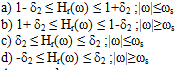 a) 1- δ₂ ≤ Hᵣ(ω) ≤ 1+δ₂ ;|ω|≤ωₛ
b) 1+ δ₂ ≤ Hᵣ(ω) ≤ 1-δ₂ ;|ω|≥ωₛ
c) δ₂ ≤ Hᵣ(ω) ≤ δ₂ ;|ω|≤ωₛ
d) -δ₂ ≤ Hᵣ(ω) ≤ δ₂ ;|ω|≥ωₛ